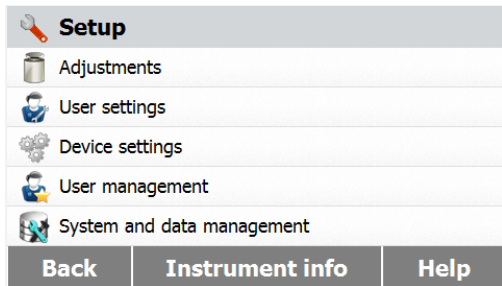 Setup
Adjustments
User settings
Device settings
User management
System and data management
Back Instrument info Help